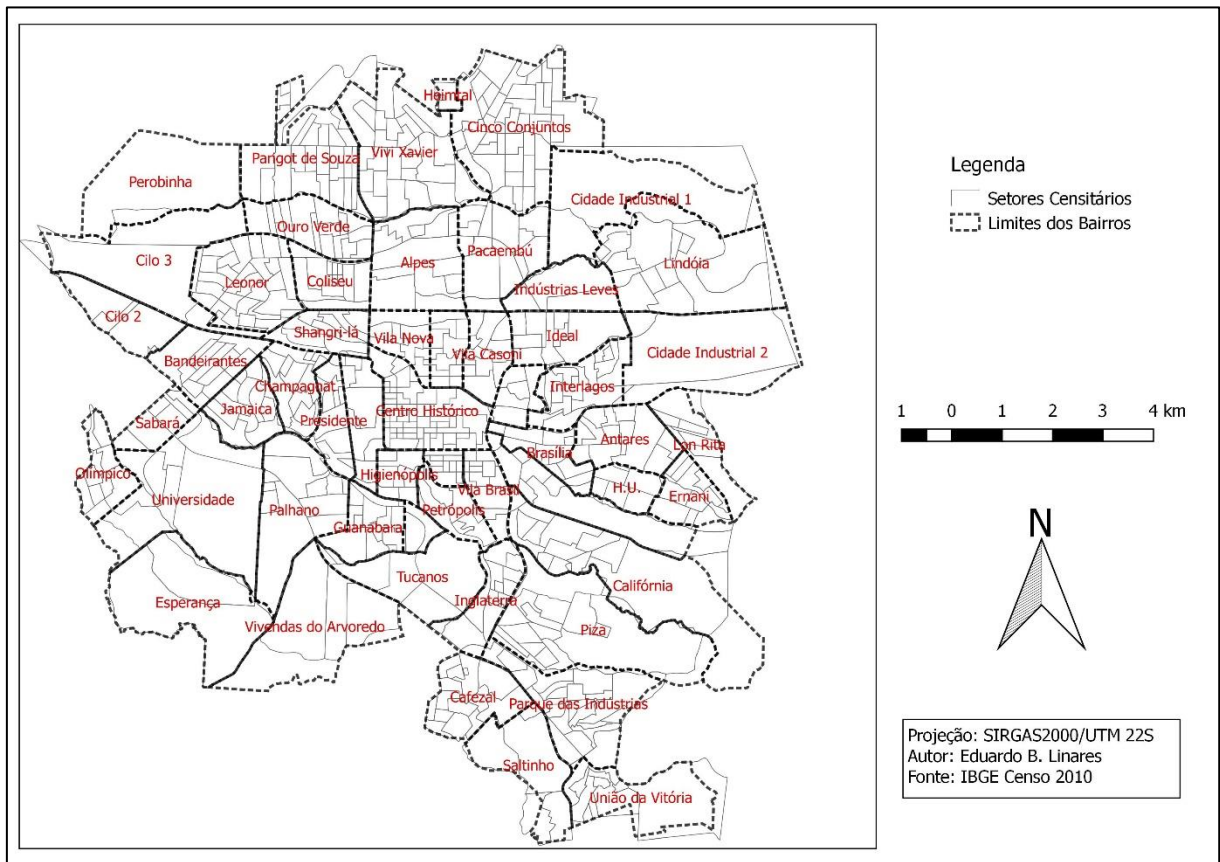 Heimtal
Cinco Conjuntos
Pangot de Souza
Vivi Xavier
Perobinha
Cidade Industrial 1
Ouro Verde
Pacaembú
Cilo 3
Alpes
Lindóia
Leonor
Coliseu
Indústrias Leves
Cilo 2
Shangri-lá
Vila Nova
Ideal
Vila Casoni
Cidade Industrial 2
Bandeirantes
Champagnat
Interlagos
Jamaica
Centro Histórico
Presidente
Sabará
Antares
Lon Rita
Brasília
Olímpico
Higienópolis
Vila Brasil
H.U.
Ernani
Universidade
Palhano
Petrópolis
Guanabara
Tucanos
Califórnia
Esperança
Inglaterra
Vivendas do Arvoredo
Piza
Cafezal
Parque das Indústrias
Saltinho
União da Vitória
Legenda
Setores Censitários
Limites dos Bairros
1 0 1 2 3 4 km
N
Projeção: SIRGAS2000/UTM 22S
Autor: Eduardo B. Linares
Fonte: IBGE Censo 2010